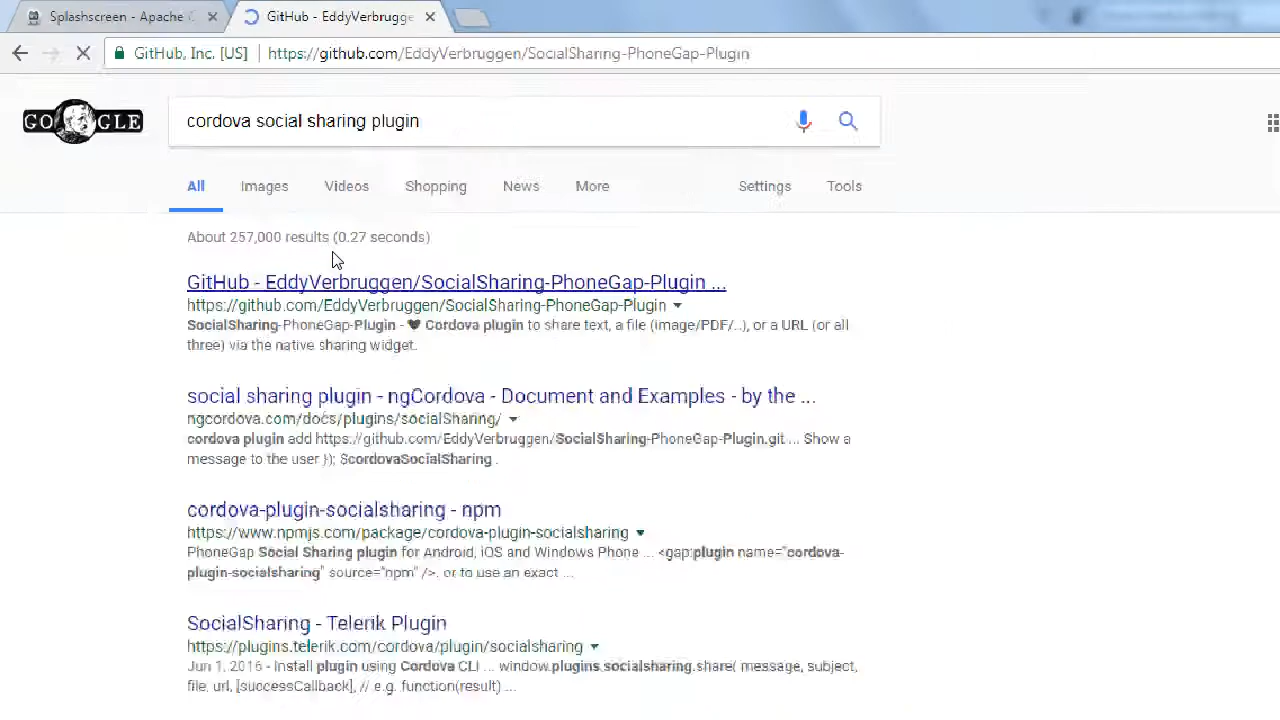 Splashscreen - Apache C
GitHub - EddyVerbrugge
GitHub, Inc. [US]
https://github.com/EddyVerbruggen/SocialSharing-PhoneGap-Plugin
GO GLE
cordova social sharing plugin
All Images Videos Shopping News More Settings Tools
About 257,000 results (0.27 seconds)
GitHub - EddyVerbruggen/SocialSharing-PhoneGap-Plugin ...
https://github.com/EddyVerbruggen/SocialSharing-PhoneGap-Plugin
SocialSharing-PhoneGap-Plugin - Cordova plugin to share text, a file (image/PDF/..), or a URL (or all
three) via the native sharing widget.
social sharing plugin - ngCordova - Document and Examples - by the ...
ngcordova.com/docs/plugins/socialSharing/
cordova plugin add https://github.com/EddyVerbruggen/SocialSharing-PhoneGap-Plugin.git ... Show a
message to the user }); $cordovaSocialSharing .
cordova-plugin-socialsharing - npm
https://www.npmjs.com/package/cordova-plugin-socialsharing
PhoneGap Social Sharing plugin for Android, iOS and Windows Phone ... <gap:plugin name="cordova-
plugin-socialsharing" source="npm" />. or to use an exact ...
SocialSharing - Telerik Plugin
https://plugins.telerik.com/cordova/plugin/socialsharing
Jun 1, 2016 - Install plugin using Cordova CLI ... window.plugins.socialsharing.share( message, subject,
file, url, [successCallback], // e.g. function(result) ...